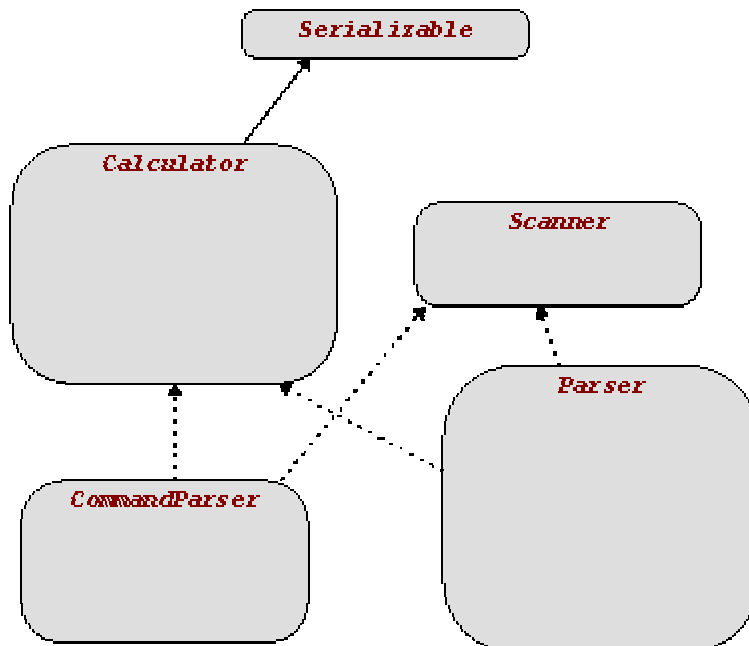 Serializable
Calculator
Scanner
Parser
CommandParser